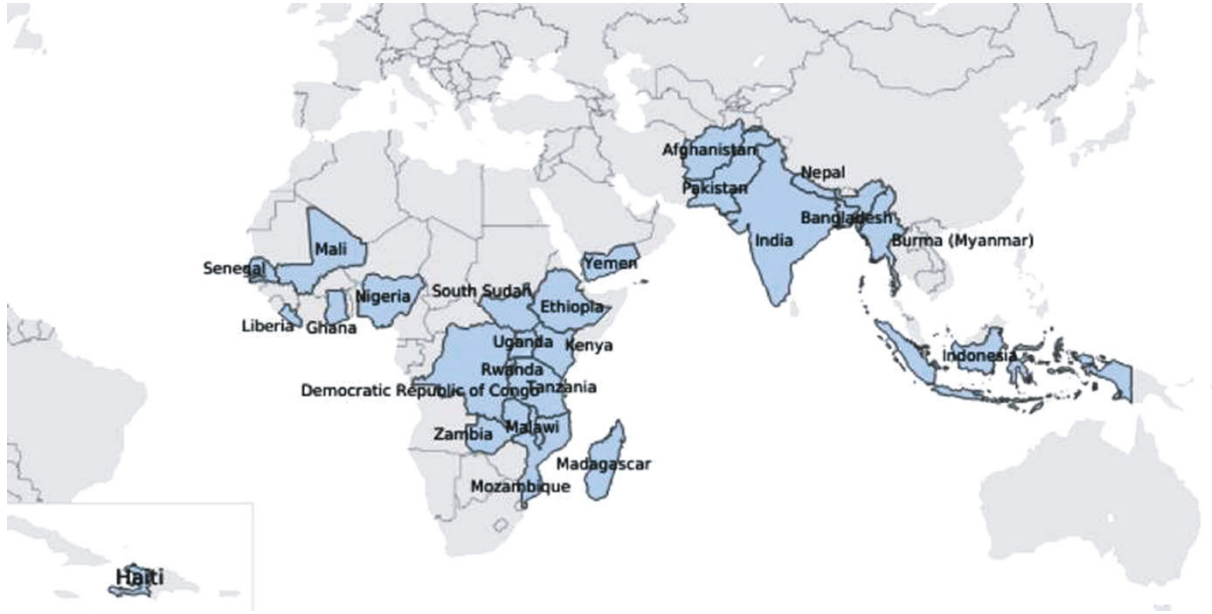 Afghanistan
Nepal
Pakistan
Bangladesh
India
Burma (Myanmar)
Mali
Senegal
Yemen
Nigeria
South Sudan
Ethiopia
Liberia
Ghana
Uganda
Kenya
Indonesia
Rwanda
Democratic Republic of Congo
Tanzania
Zambia
Malawi
Madagascar
Mozambique
Haiti